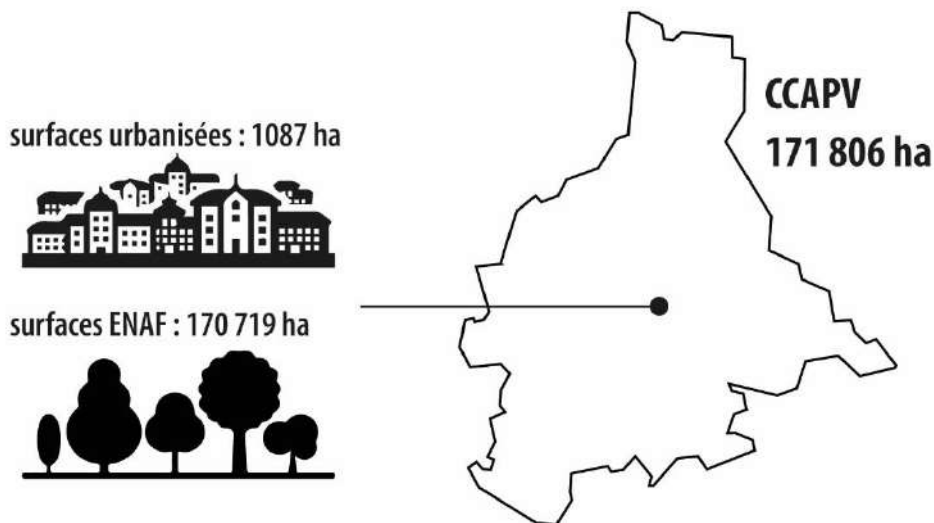 surfaces urbanisées : 1087 ha
surfaces ENAF : 170 719 ha
CCAPV
171 806 ha